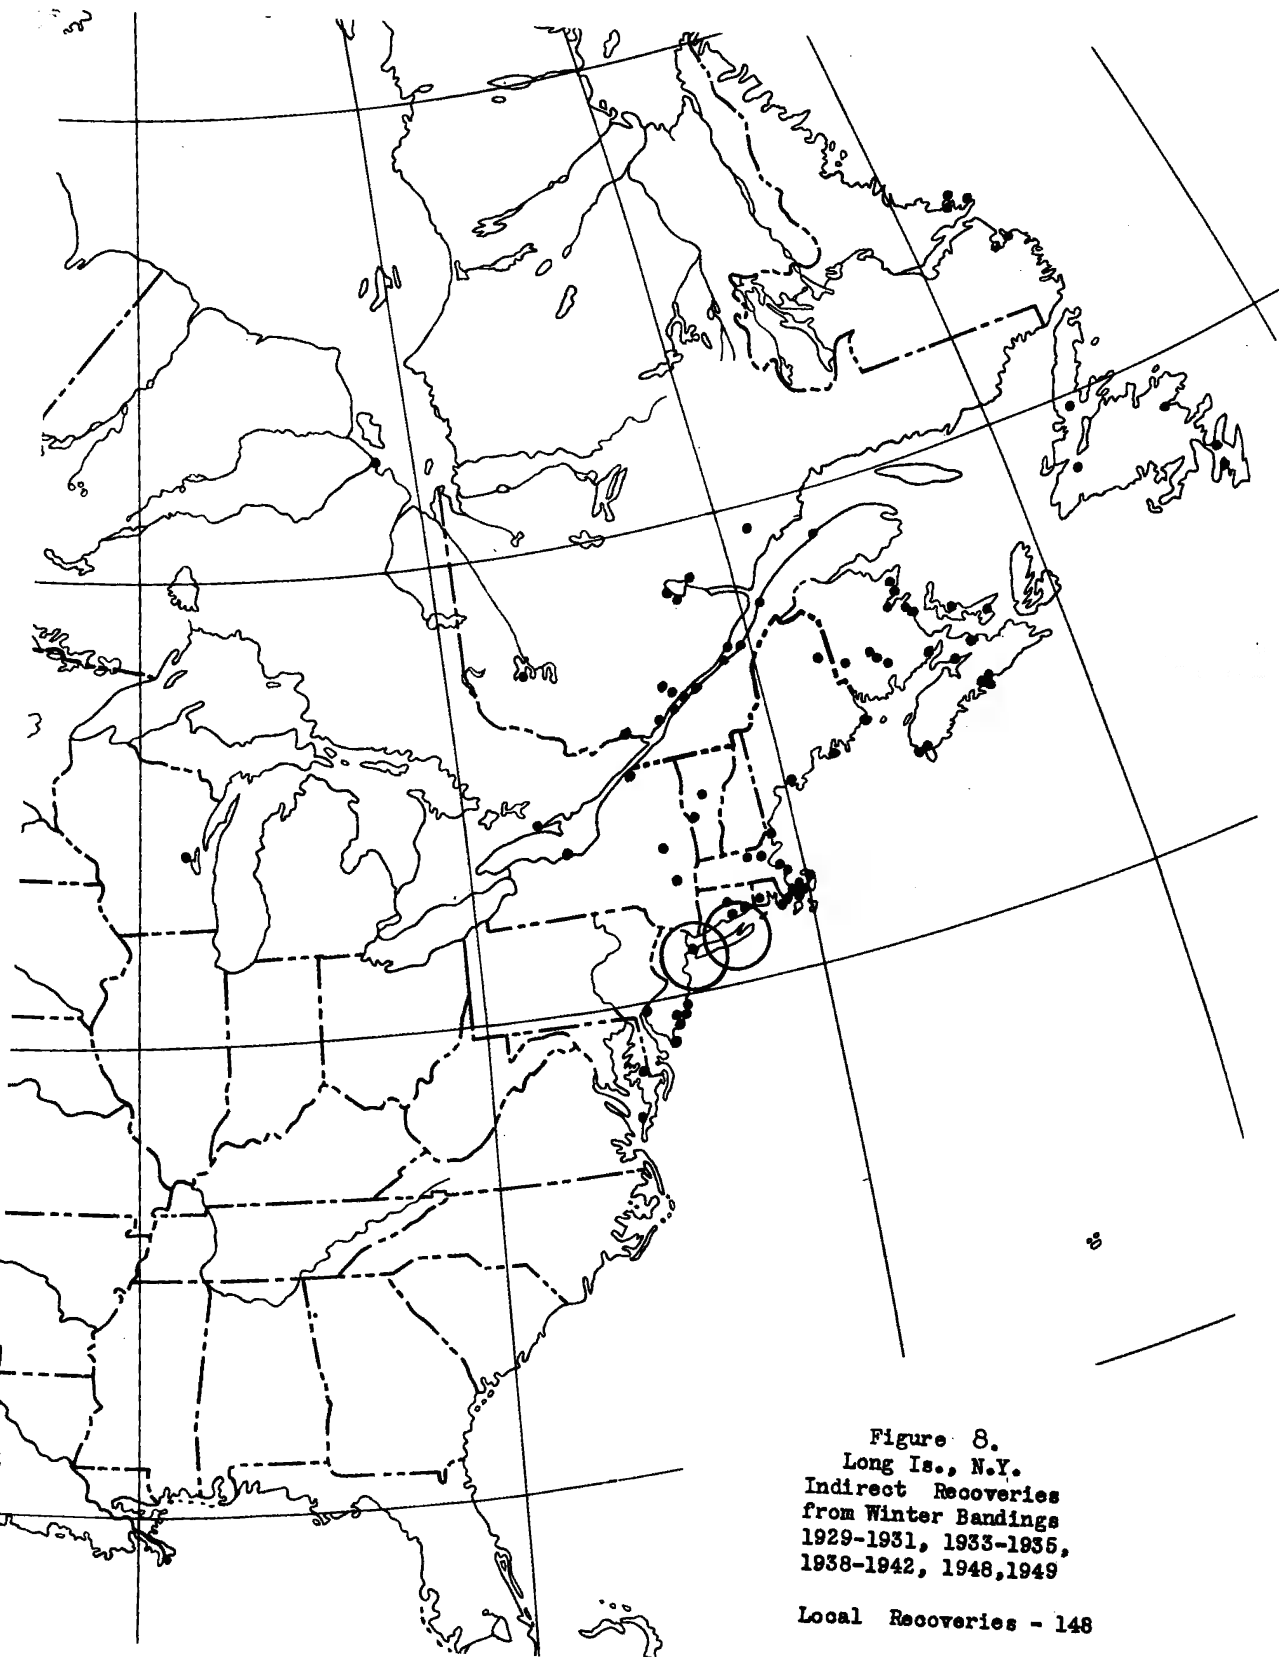 Figure 8.
Long Is., N.Y.
Indirect Recoveries
from Winter Bandings
1929-1931, 1933-1935,
1938-1942, 1948,1949
Local Recoveries - 148